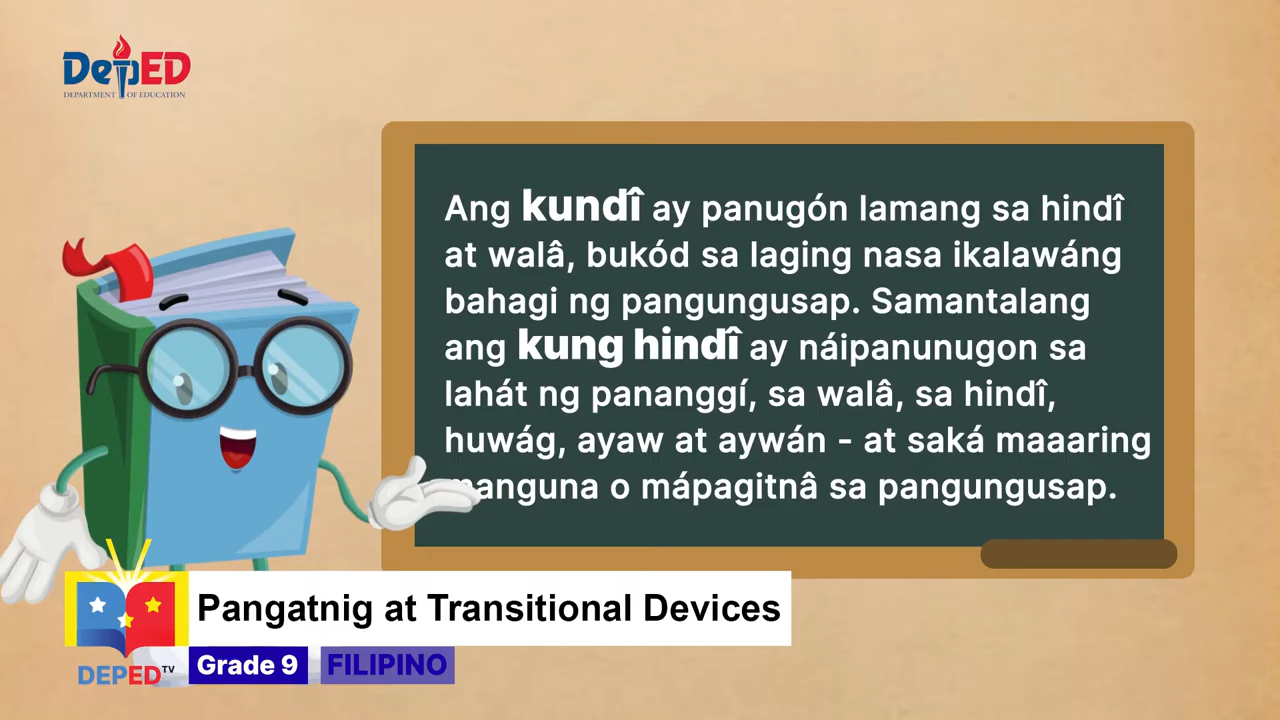 DepED
DEPARTMENT OF EDUCATION
Ang kundî ay panugón lamang sa hindî
at walâ, bukód sa laging nasa ikalawáng
bahagi ng pangungusap. Samantalang
ang kung hindî ay náipanunugon sa
lahát ng pananggí, sa walâ, sa hindî,
huwág, ayaw at aywán - at saká maaaring
manguna o mápagitnâ sa pangungusap.
Pangatnig at Transitional Devices
DEPED TV
Grade 9 FILIPINO